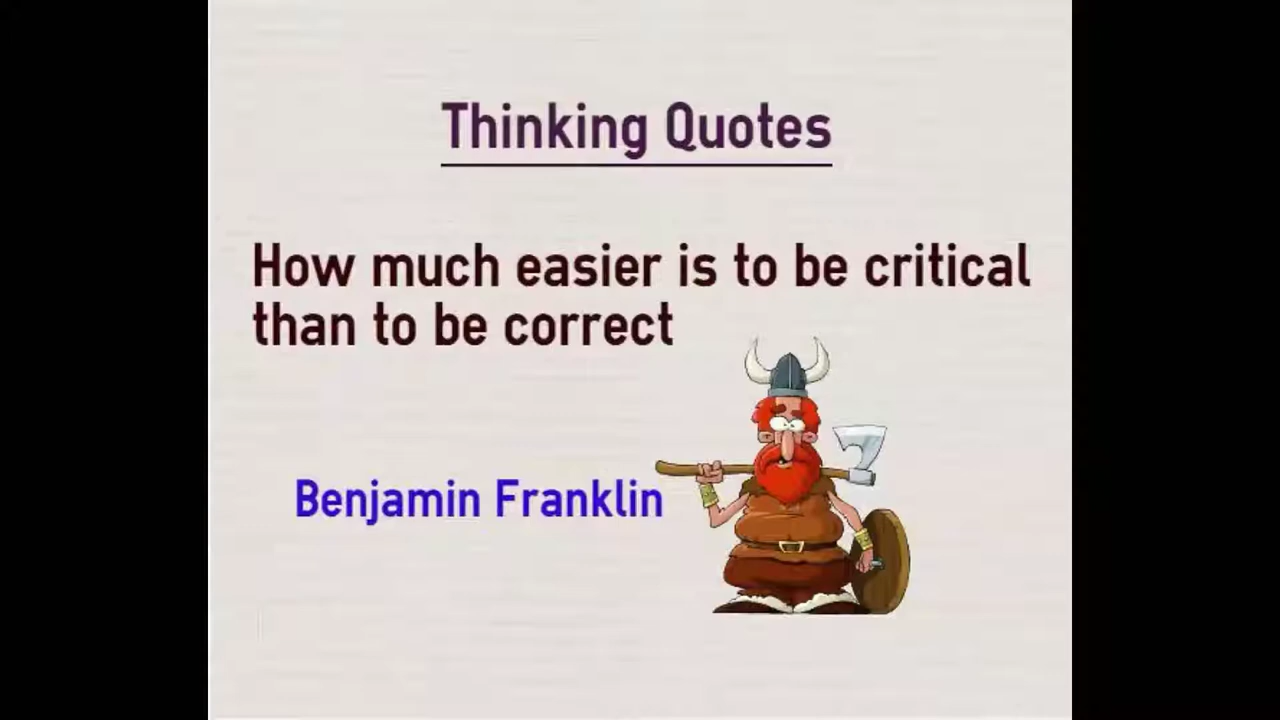 Thinking Quotes
How much easier is to be critical
than to be correct
Benjamin Franklin